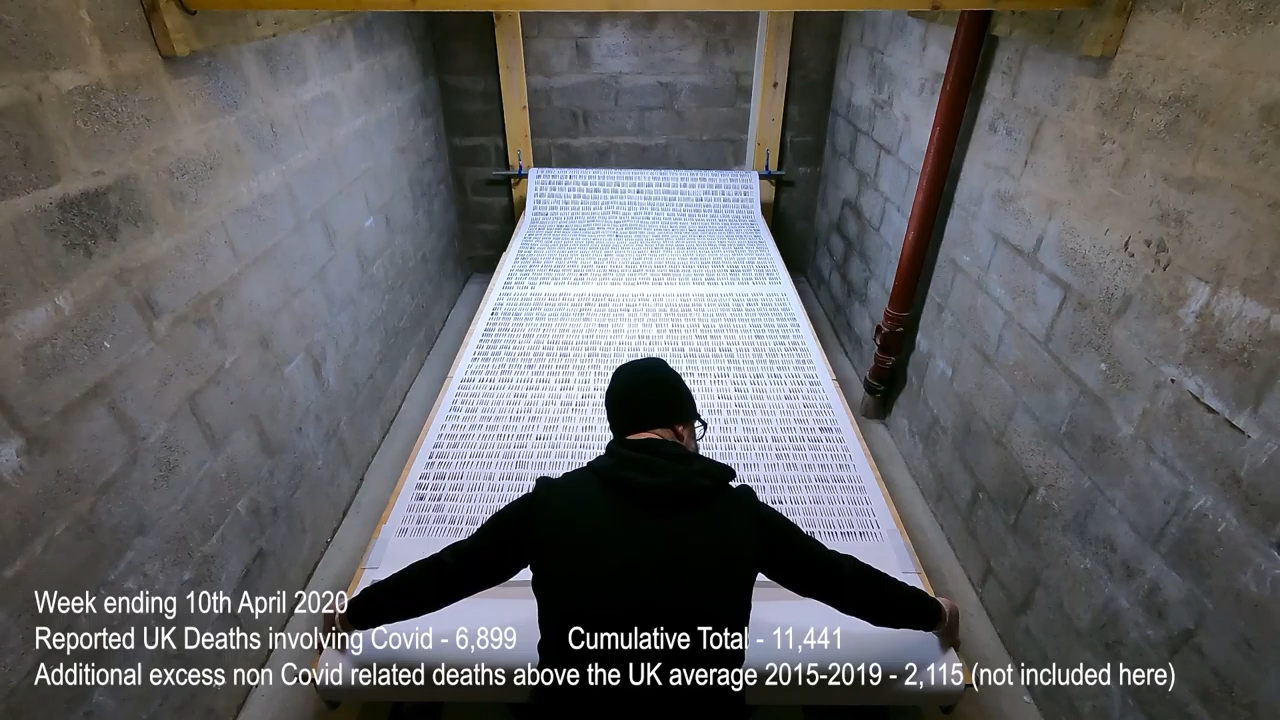 Week ending 10th April 2020
Reported UK Deaths involving Covid - 6,899 Cumulative Total - 11,441
Additional excess non Covid related deaths above the UK average 2015-2019 - 2,115 (not included here)